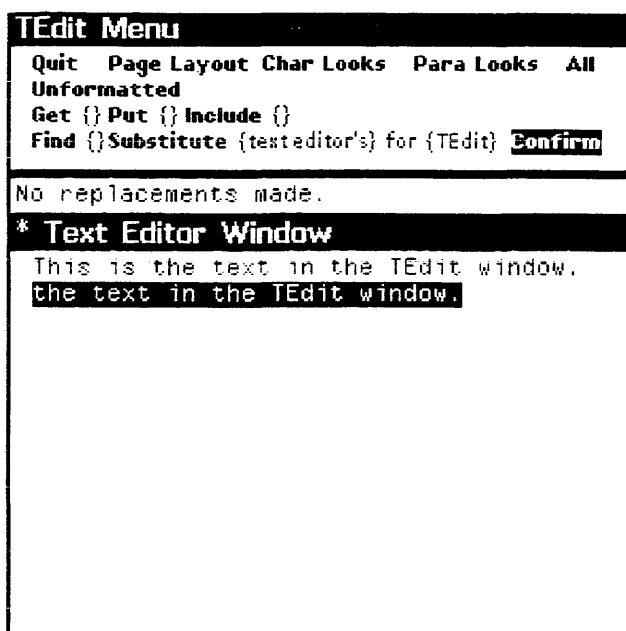 TEdit Menu
Quit Page Layout Char Looks Para Looks All
Unformatted
Get {} Put {} Include {}
Find {} Substitute {texteditor's} for {TEdit} Confirm
No replacements made.
* Text Editor Window
This is the text in the TEdit window.
the text in the TEdit window.